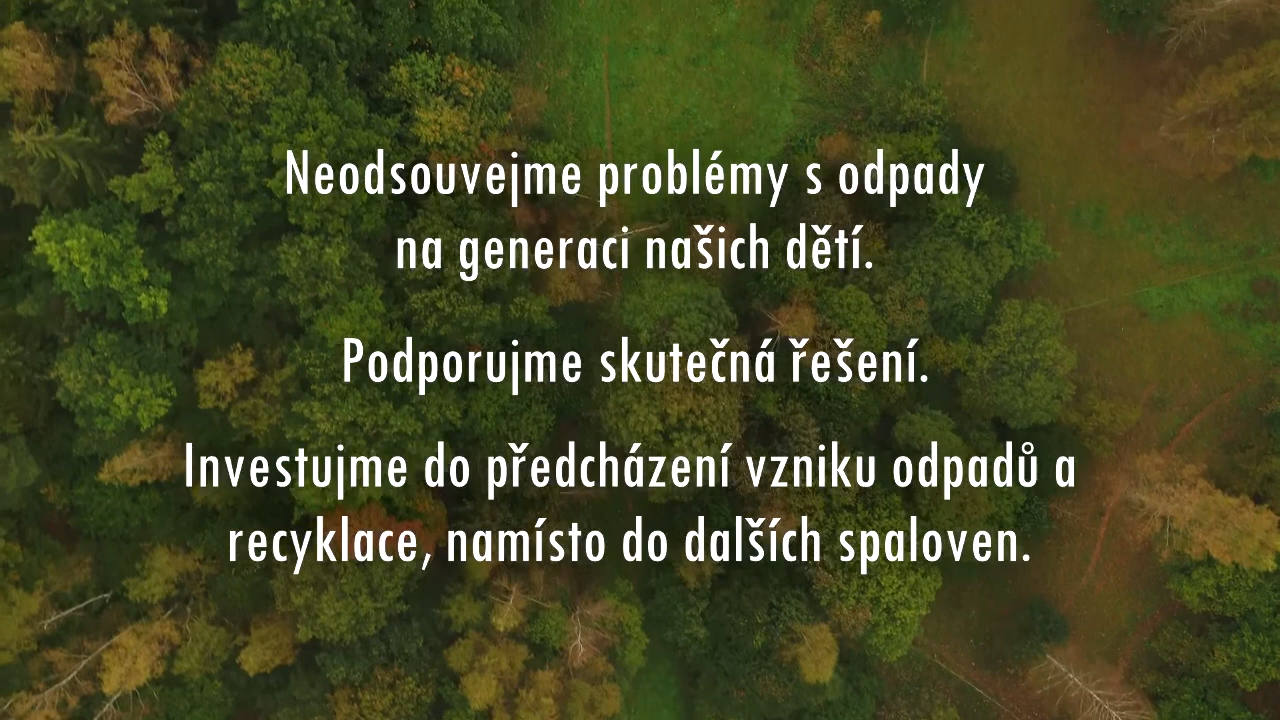 Neodsouvejme problémy s odpady
na generaci našich dětí.
Podporujme skutečná řešení.
Investujme do předcházení vzniku odpadů a
recyklace, namísto do dalších spaloven.